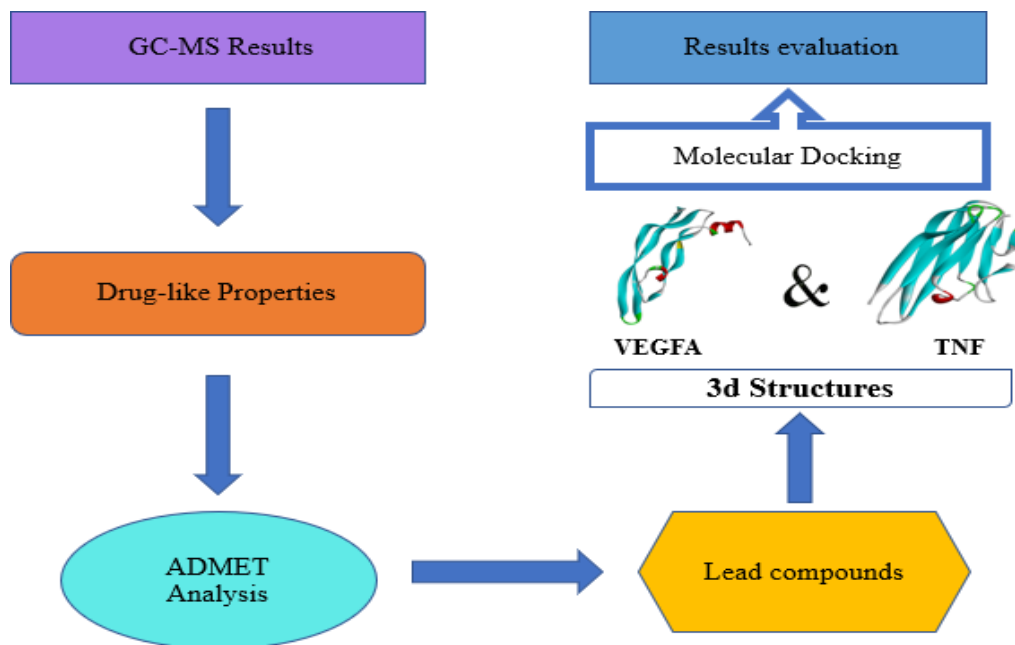 GC-MS Results
Results evaluation
Molecular Docking
Drug-like Properties
&
VEGFA
TNF
3d Structures
ADMET
Analysis
Lead compounds